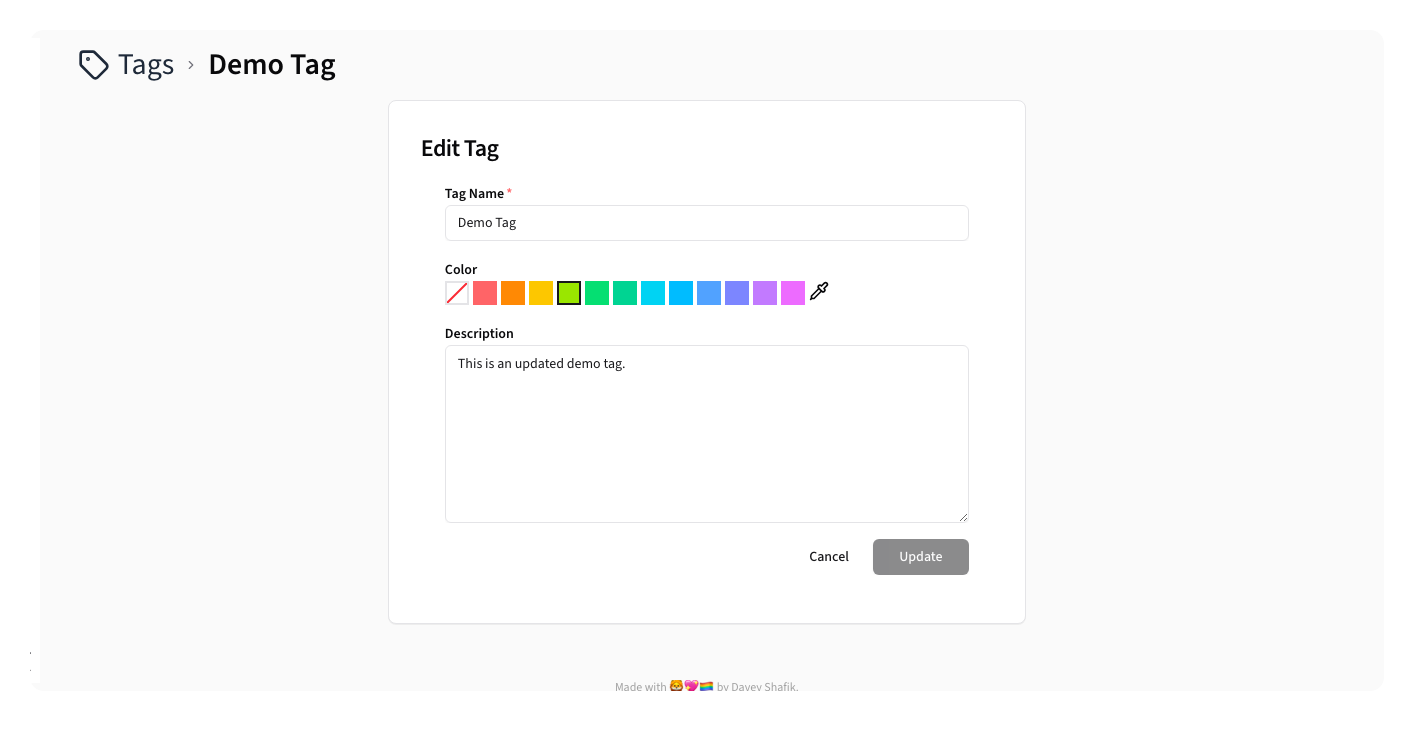 Tags › Demo Tag
Edit Tag
Tag Name *
Demo Tag
Color
Description
This is an updated demo tag.
Cancel Update
Made with 🦁💖🏳️‍🌈 by Davey Shafik.